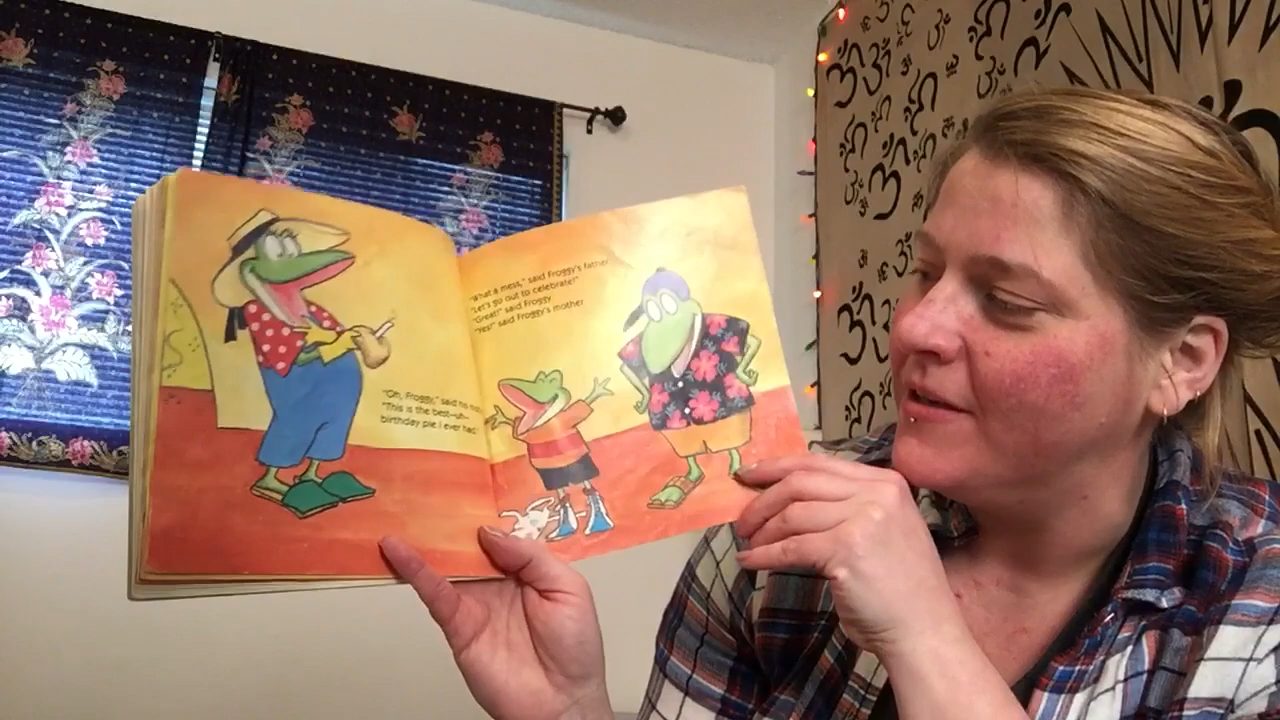 "Oh, Froggy," said his
"This is the best—uh...
birthday pie I ever had."
"What a mess," said Froggy's father.
"Let's go out to celebrate!"
"Great!" said Froggy.
"Yes!" said Froggy's mother
ॐ